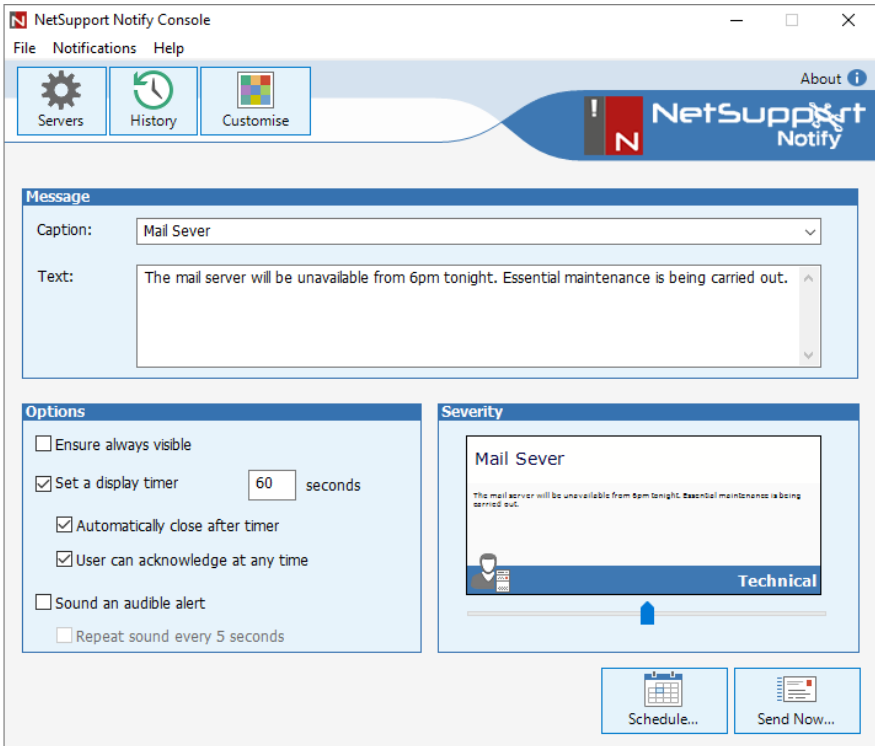 NetSupport Notify Console
File Notifications Help
Servers
History
Customise
About i
! N
NetSupport
Notify
Message
Caption:
Mail Sever
Text:
The mail server will be unavailable from 6pm tonight. Essential maintenance is being carried out.
Options
Ensure always visible
Set a display timer 60 seconds
Automatically close after timer
User can acknowledge at any time
Sound an audible alert
Repeat sound every 5 seconds
Severity
Mail Sever
The mail server will be unavailable from 6pm tonight. Essential maintenance is being
carried out.
Technical
Schedule...
Send Now...